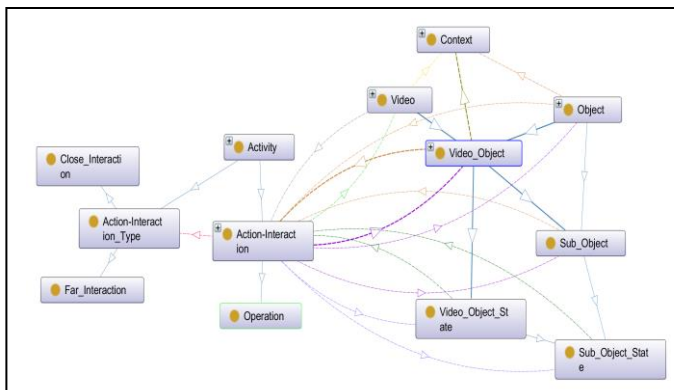 Context
Video
Object
Activity
Video_Object
Close_Interacti
on
Action-Interact
ion_Type
Action-Interact
ion
Sub_Object
Far_Interaction
Operation
Video_Object_St
ate
Sub_Object_Stat
e